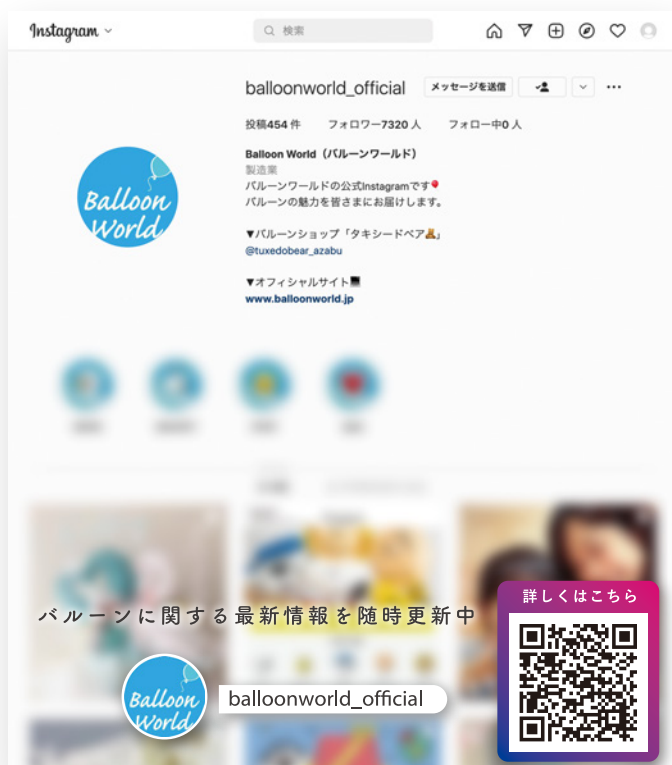 Instagram
検索
balloonworld_official
メッセージを送信
投稿454 件 フォロワー7320 人 フォロー中0 人
Balloon World（バルーンワールド）
製造業
バルーンワールドの公式Instagramです🎈
バルーンの魅力を皆さまにお届けします。
▼バルーンショップ「タキシードベア🧸」
@tuxedobear_azabu
▼オフィシャルサイト💻
www.balloonworld.jp
Balloon
World
詳しくはこちら
バルーンに関する最新情報を随時更新中
Balloon
World
balloonworld_official